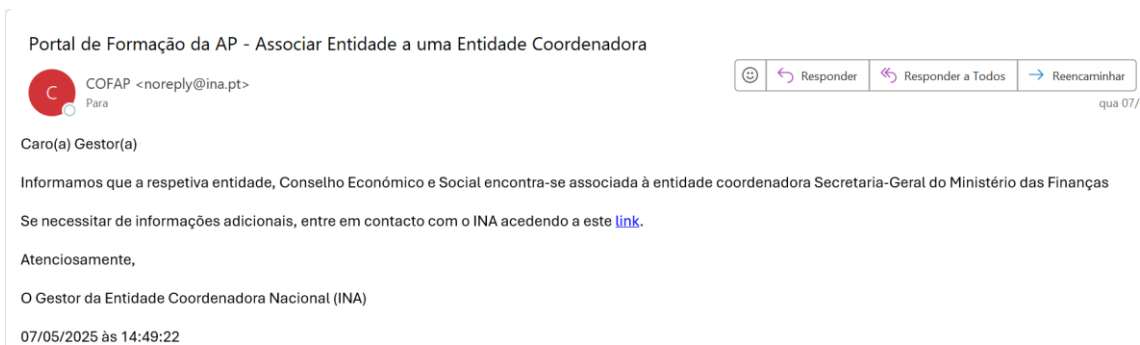 Portal de Formação da AP - Associar Entidade a uma Entidade Coordenadora
C
COFAP <noreply@ina.pt>
Para
Responder
Responder a Todos
Reencaminhar
qua 07/
Caro(a) Gestor(a)
Informamos que a respetiva entidade, Conselho Económico e Social encontra-se associada à entidade coordenadora Secretaria-Geral do Ministério das Finanças
Se necessitar de informações adicionais, entre em contacto com o INA acedendo a este link.
Atenciosamente,
O Gestor da Entidade Coordenadora Nacional (INA)
07/05/2025 às 14:49:22